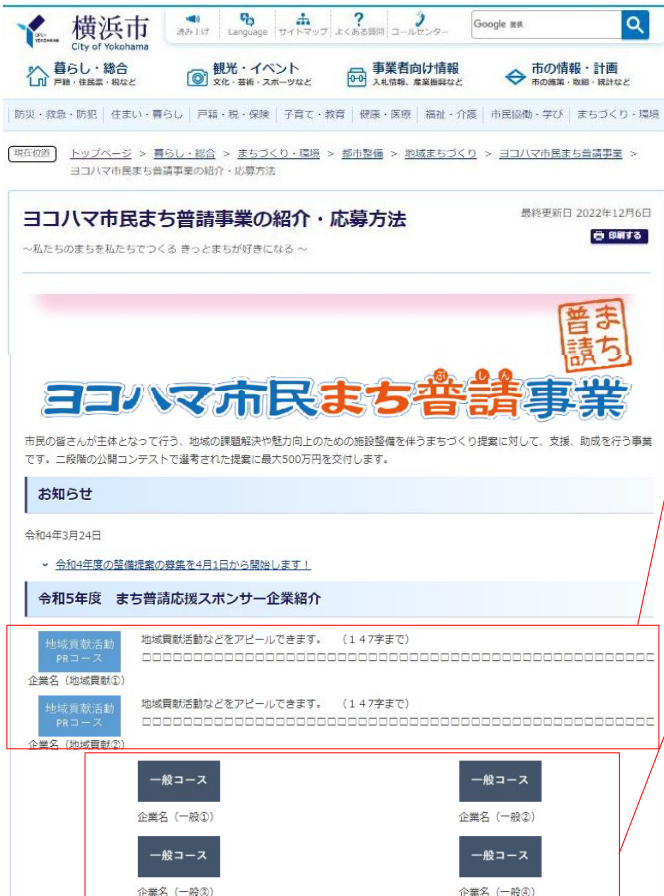 横浜市
City of Yokohama
OPEN YOKOHAMA
読み上げ Language サイトマップ よくある質問 コールセンター
Google 提供
暮らし・総合
戸籍・住民票・税など
観光・イベント
文化・芸術・スポーツなど
事業者向け情報
入札情報、産業振興など
市の情報・計画
市の施策・取組・統計など
防災・救急・防犯 住まい・暮らし 戸籍・税・保険 子育て・教育 健康・医療 福祉・介護 市民協働・学び まちづくり・環境
現在位置 トップページ > 暮らし・総合 > まちづくり・環境 > 都市整備 > 地域まちづくり > ヨコハマ市民まち普請事業 >
ヨコハマ市民まち普請事業の紹介・応募方法
ヨコハマ市民まち普請事業の紹介・応募方法
最終更新日 2022年12月6日
印刷する
~私たちのまちを私たちでつくる きっとまちが好きになる ~
まち普請
ふしん
ヨコハマ市民まち普請事業
市民の皆さんが主体となって行う、地域の課題解決や魅力向上のための施設整備を伴うまちづくり提案に対して、支援、助成を行う事業
です。二段階の公開コンテストで選考された提案に最大500万円を交付します。
お知らせ
令和4年3月24日
令和4年度の整備提案の募集を4月1日から開始します!
令和5年度 まち普請応援スポンサー企業紹介
地域貢献活動
PRコース
地域貢献活動などをアピールできます。 (147字まで)
□□□□□□□□□□□□□□□□□□□□□□□□□□□□□□□□□□□□□□□□□□□
企業名(地域貢献①)
地域貢献活動
PRコース
地域貢献活動などをアピールできます。 (147字まで)
□□□□□□□□□□□□□□□□□□□□□□□□□□□□□□□□□□□□□□□□□□□
企業名(地域貢献②)
一般コース 一般コース
企業名(一般①) 企業名(一般②)
一般コース 一般コース
企業名(一般③) 企業名(一般④)